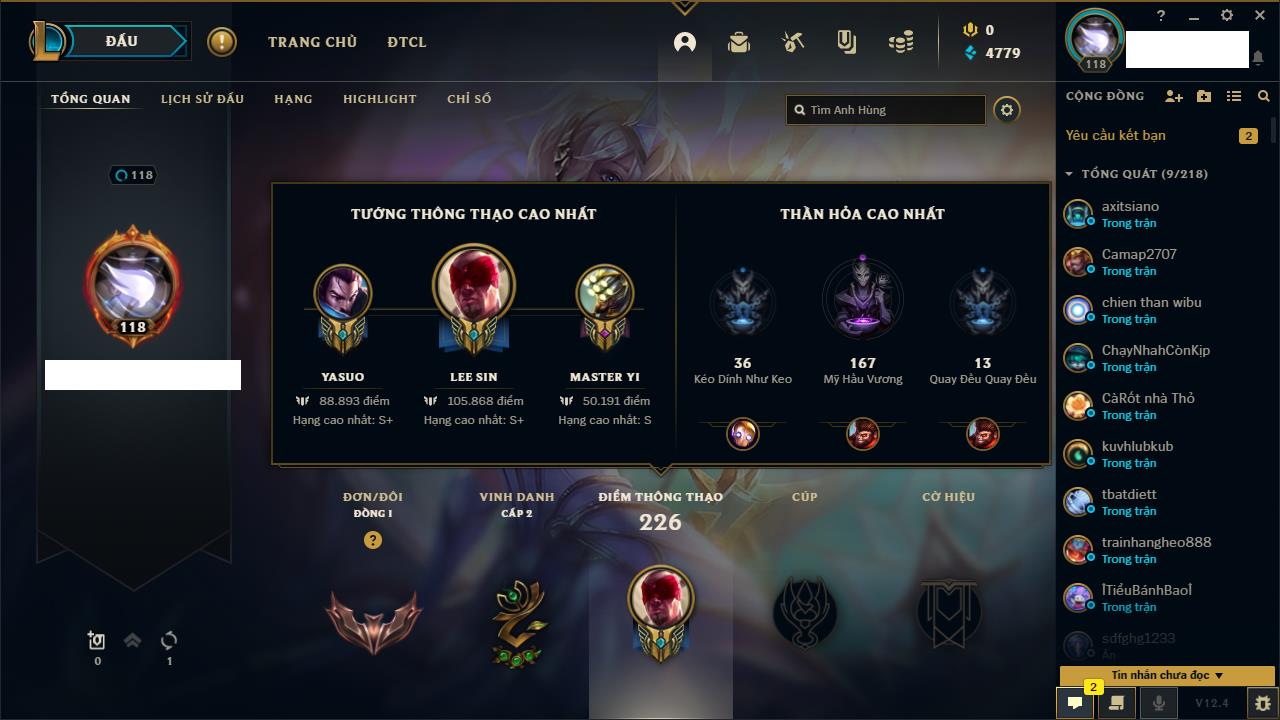 ĐẤU
TRANG CHỦ
ĐTCL
0
4779
?
118
TỔNG QUAN
LỊCH SỬ ĐẤU
HẠNG
HIGHLIGHT
CHỈ SỐ
Tìm Anh Hùng
CỘNG ĐỒNG
Yêu cầu kết bạn
2
TỔNG QUÁT (9/218)
118
118
TƯỚNG THÔNG THẠO CAO NHẤT
YASUO
88.893 điểm
Hạng cao nhất: S+
LEE SIN
105.868 điểm
Hạng cao nhất: S+
MASTER YI
50.191 điểm
Hạng cao nhất: S
THẦN HỎA CAO NHẤT
36
Kéo Dính Như Keo
167
Mỹ Hầu Vương
13
Quay Đều Quay Đều
ĐƠN/ĐÔI
ĐỒNG I
?
VINH DANH
CẤP 2
ĐIỂM THÔNG THẠO
226
CÚP
CỜ HIỆU
0
1
axitsiano
Trong trận
Camap2707
Trong trận
chien than wibu
Trong trận
ChạyNhahCònKịp
Trong trận
CàRốt nhà Thỏ
Trong trận
kuvhlubkub
Trong trận
tbatdiett
Trong trận
trainhangheo888
Trong trận
ÎTiểuBánhBaoÎ
Trong trận
sdfghg1233
Ẩn
Tin nhắn chưa đọc
2
V12.4